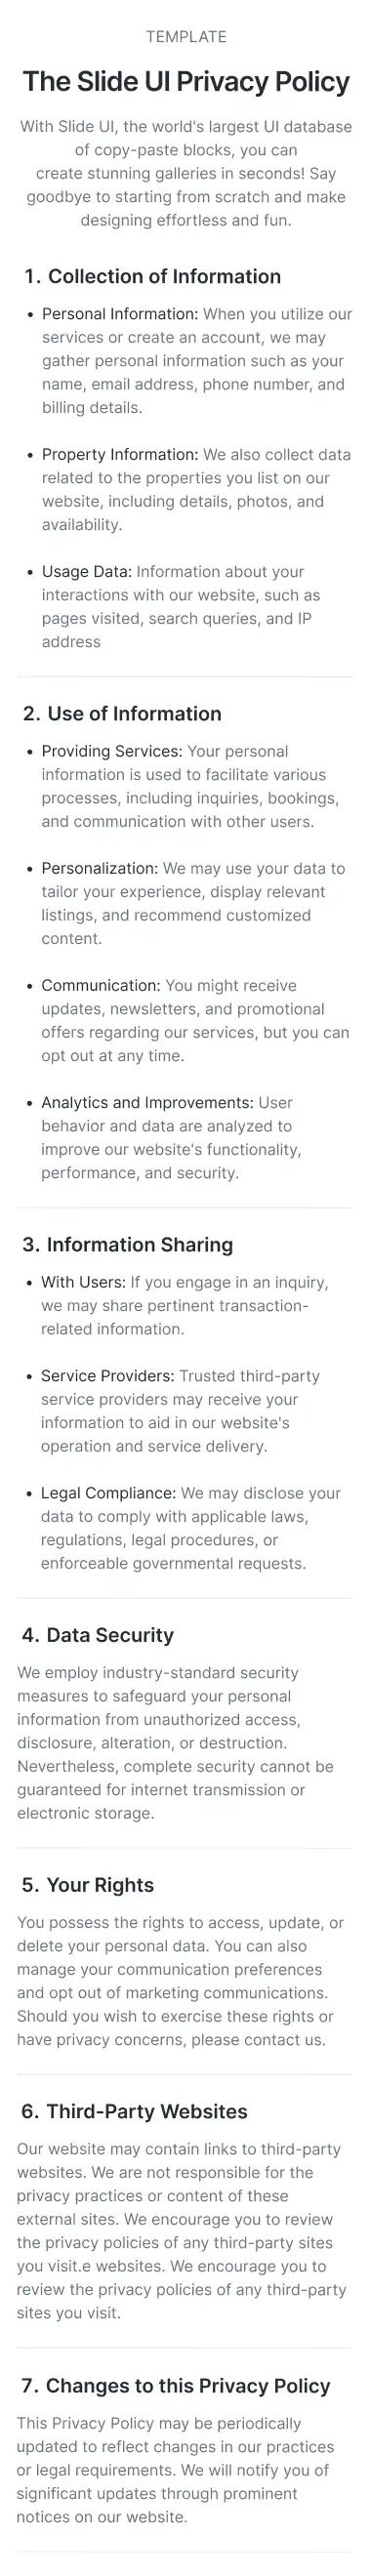 TEMPLATE
The Slide UI Privacy Policy
With Slide UI, the world's largest UI database
of copy-paste blocks, you can
create stunning galleries in seconds! Say
goodbye to starting from scratch and make
designing effortless and fun.
1. Collection of Information
• Personal Information: When you utilize our
services or create an account, we may
gather personal information such as your
name, email address, phone number, and
billing details.
• Property Information: We also collect data
related to the properties you list on our
website, including details, photos, and
availability.
• Usage Data: Information about your
interactions with our website, such as
pages visited, search queries, and IP
address
2. Use of Information
• Providing Services: Your personal
information is used to facilitate various
processes, including inquiries, bookings,
and communication with other users.
• Personalization: We may use your data to
tailor your experience, display relevant
listings, and recommend customized
content.
• Communication: You might receive
updates, newsletters, and promotional
offers regarding our services, but you can
opt out at any time.
• Analytics and Improvements: User
behavior and data are analyzed to
improve our website's functionality,
performance, and security.
3. Information Sharing
• With Users: If you engage in an inquiry,
we may share pertinent transaction-
related information.
• Service Providers: Trusted third-party
service providers may receive your
information to aid in our website's
operation and service delivery.
• Legal Compliance: We may disclose your
data to comply with applicable laws,
regulations, legal procedures, or
enforceable governmental requests.
4. Data Security
We employ industry-standard security
measures to safeguard your personal
information from unauthorized access,
disclosure, alteration, or destruction.
Nevertheless, complete security cannot be
guaranteed for internet transmission or
electronic storage.
5. Your Rights
You possess the rights to access, update, or
delete your personal data. You can also
manage your communication preferences
and opt out of marketing communications.
Should you wish to exercise these rights or
have privacy concerns, please contact us.
6. Third-Party Websites
Our website may contain links to third-party
websites. We are not responsible for the
privacy practices or content of these
external sites. We encourage you to review
the privacy policies of any third-party sites
you visit.e websites. We encourage you to
review the privacy policies of any third-party
sites you visit.
7. Changes to this Privacy Policy
This Privacy Policy may be periodically
updated to reflect changes in our practices
or legal requirements. We will notify you of
significant updates through prominent
notices on our website.